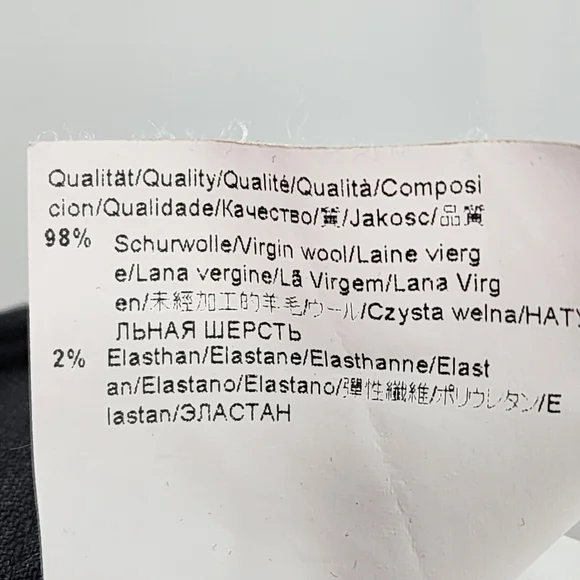 Qualität/Quality/Qualité/Qualità/Composi
cion/Qualidade/Качество/質/Jakosc/品質
98% Schurwolle/Virgin wool/Laine vierg
e/Lana vergine/Lã Virgem/Lana Virg
en/未經加工的羊毛/ウール/Czysta welna/НАТУ
ЛЬНАЯ ШЕРСТЬ
2% Elasthan/Elastane/Elasthanne/Elast
an/Elastano/Elastano/彈性纖維/ポリウレタン/E
lastan/ЭЛАСТАН